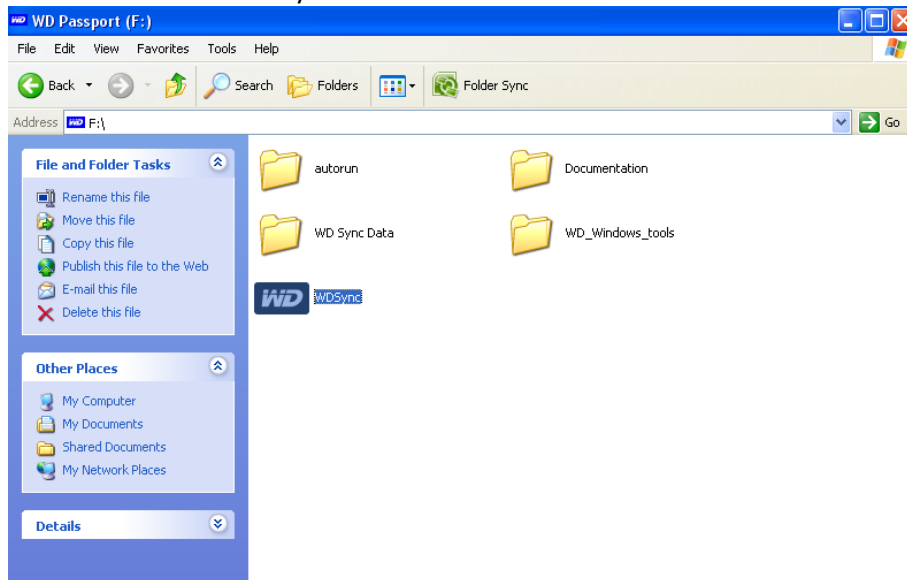 WD WD Passport (F:)
File Edit View Favorites Tools Help
Back Search Folders Folder Sync
Address WD F:\ Go
File and Folder Tasks
Rename this file
Move this file
Copy this file
Publish this file to the Web
E-mail this file
Delete this file
Other Places
My Computer
My Documents
Shared Documents
My Network Places
Details
autorun Documentation
WD Sync Data WD_Windows_tools
WD WDSync